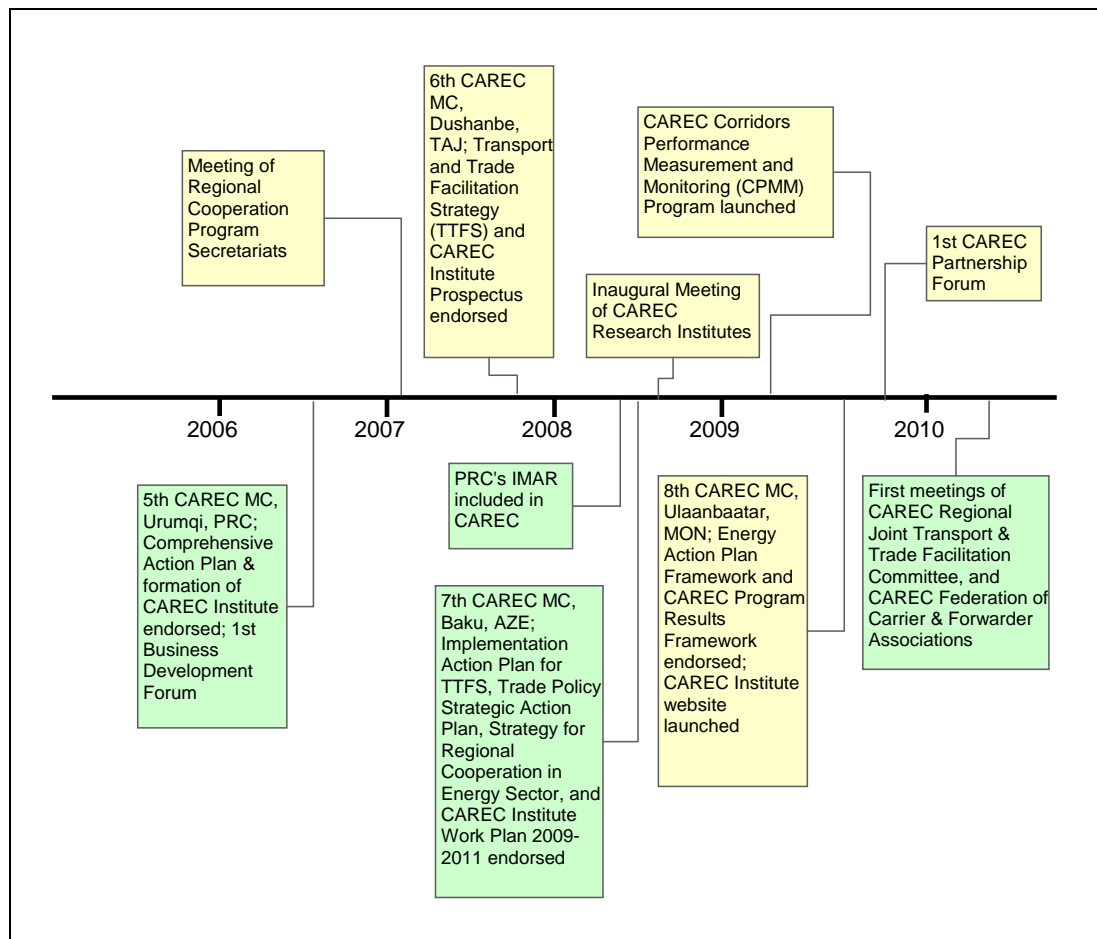 6th CAREC
MC,
Dushanbe,
TAJ; Transport
and Trade
Facilitation
Strategy
(TTFS) and
CAREC
Institute
Prospectus
endorsed
CAREC Corridors
Performance
Measurement and
Monitoring (CPMM)
Program launched
Meeting of
Regional
Cooperation
Program
Secretariats
1st CAREC
Partnership
Forum
Inaugural Meeting
of CAREC
Research Institutes
2006
2007
2008
2009
2010
5th CAREC MC,
Urumqi, PRC;
Comprehensive
Action Plan &
formation of
CAREC Institute
endorsed; 1st
Business
Development
Forum
PRC's IMAR
included in
CAREC
7th CAREC MC,
Baku, AZE;
Implementation
Action Plan for
TTFS, Trade Policy
Strategic Action
Plan, Strategy for
Regional
Cooperation in
Energy Sector, and
CAREC Institute
Work Plan 2009-
2011 endorsed
8th CAREC MC,
Ulaanbaatar,
MON; Energy
Action Plan
Framework and
CAREC Program
Results
Framework
endorsed;
CAREC Institute
website
launched
First meetings of
CAREC Regional
Joint Transport &
Trade Facilitation
Committee, and
CAREC Federation of
Carrier & Forwarder
Associations